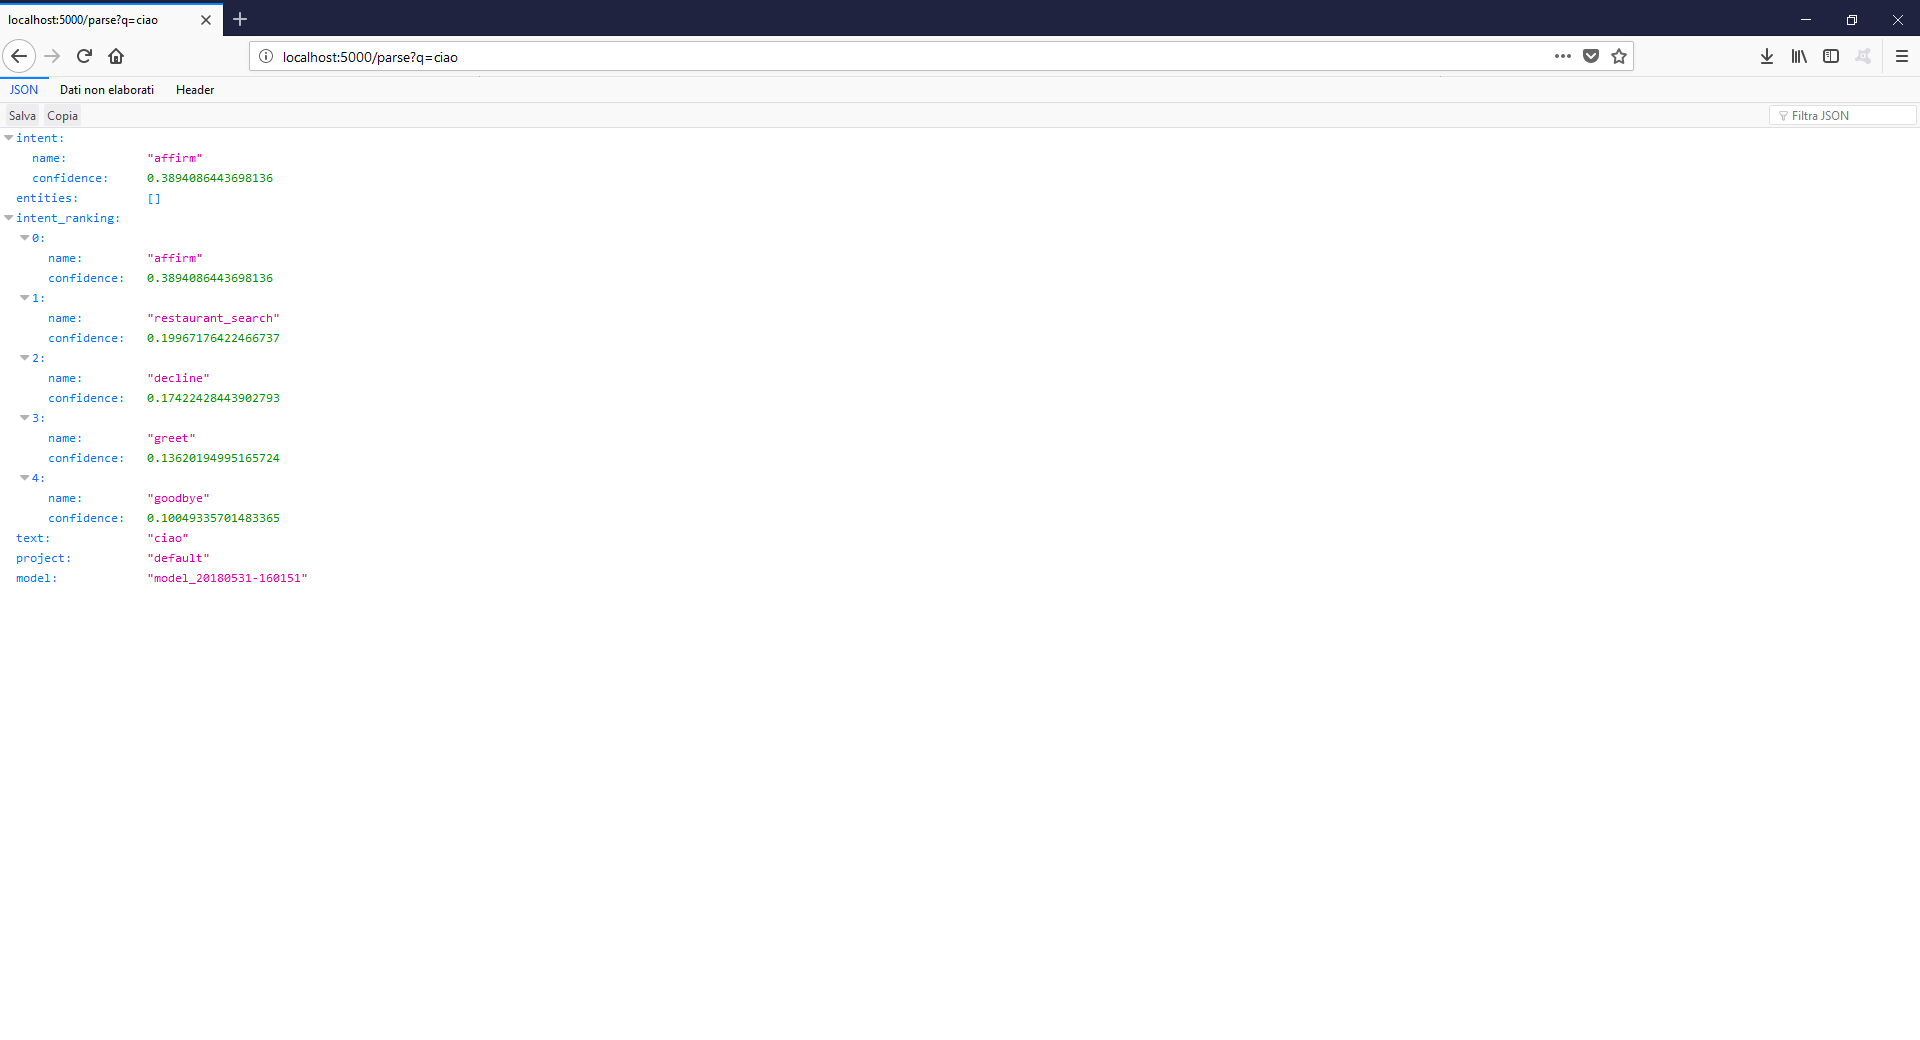 localhost:5000/parse?q=ciao
localhost:5000/parse?q=ciao
JSON Dati non elaborati Header
Salva Copia Filtra JSON
intent:
name: "affirm"
confidence: 0.3894086443698136
entities: []
intent_ranking:
0:
name: "affirm"
confidence: 0.3894086443698136
1:
name: "restaurant_search"
confidence: 0.19967176422466737
2:
name: "decline"
confidence: 0.17422428443902793
3:
name: "greet"
confidence: 0.13620194995165724
4:
name: "goodbye"
confidence: 0.10049335701483365
text: "ciao"
project: "default"
model: "model_20180531-160151"